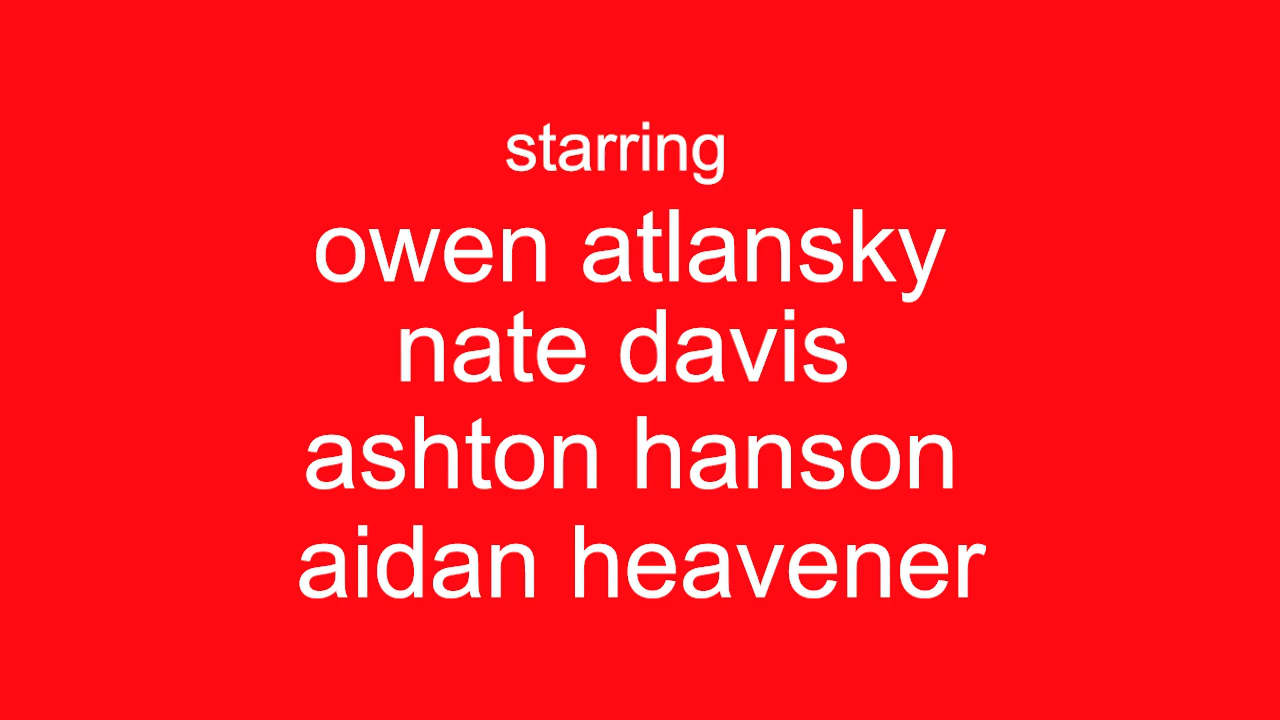 starring
owen atlansky
nate davis
ashton hanson
aidan heavener